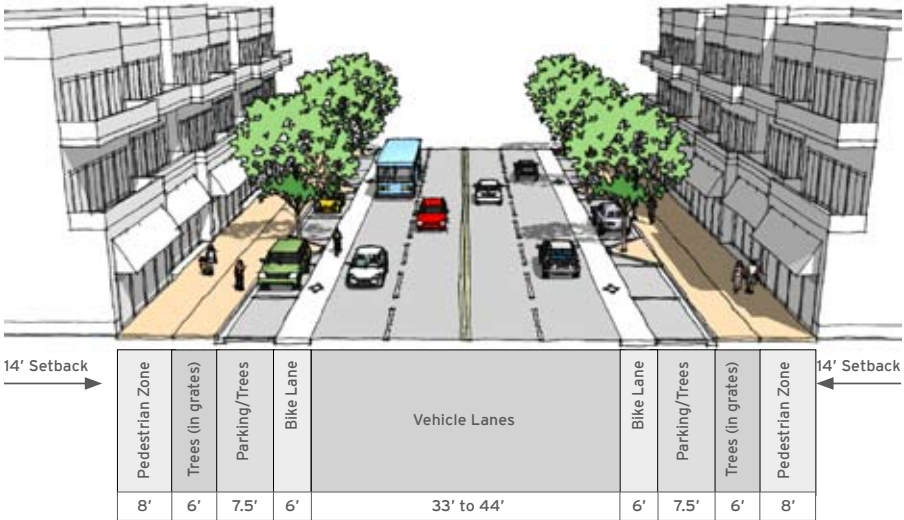 14’ Setback
14’ Setback
Pedestrian Zone
Trees (in grates)
Parking/Trees
Bike Lane
Vehicle Lanes
Bike Lane
Parking/Trees
Trees (in grates)
Pedestrian Zone
8’ 6’ 7.5’ 6’ 33’ to 44’ 6’ 7.5’ 6’ 8’